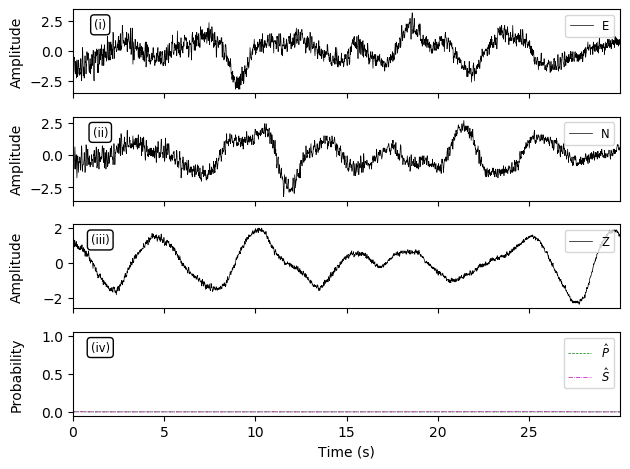 Amplitude
2.5
0.0
−2.5
(i)
E
Amplitude
2.5
0.0
−2.5
(ii)
N
Amplitude
2
0
−2
(iii)
Z
Probability
1.0
0.5
0.0
(iv)
P̂
Ŝ
0 5 10 15 20 25
Time (s)